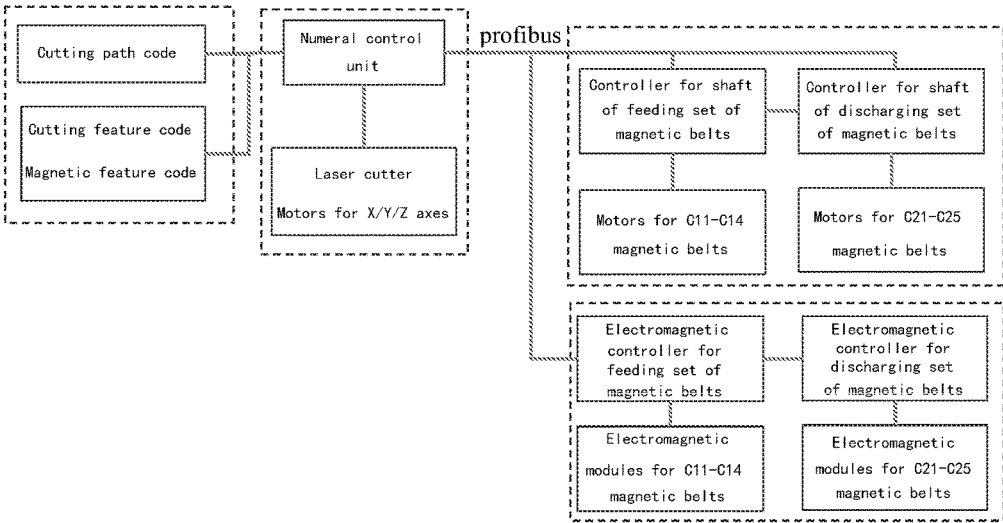 Cutting path code
Cutting feature code
Magnetic feature code
Numeral control
unit
Laser cutter
Motors for X/Y/Z axes
profibus
Controller for shaft
of feeding set of
magnetic belts
Controller for shaft
of discharging set
of magnetic belts
Motors for C11-C14
magnetic belts
Motors for C21-C25
magnetic belts
Electromagnetic
controller for
feeding set of
magnetic belts
Electromagnetic
controller for
discharging set
of magnetic belts
Electromagnetic
modules for C11-C14
magnetic belts
Electromagnetic
modules for C21-C25
magnetic belts